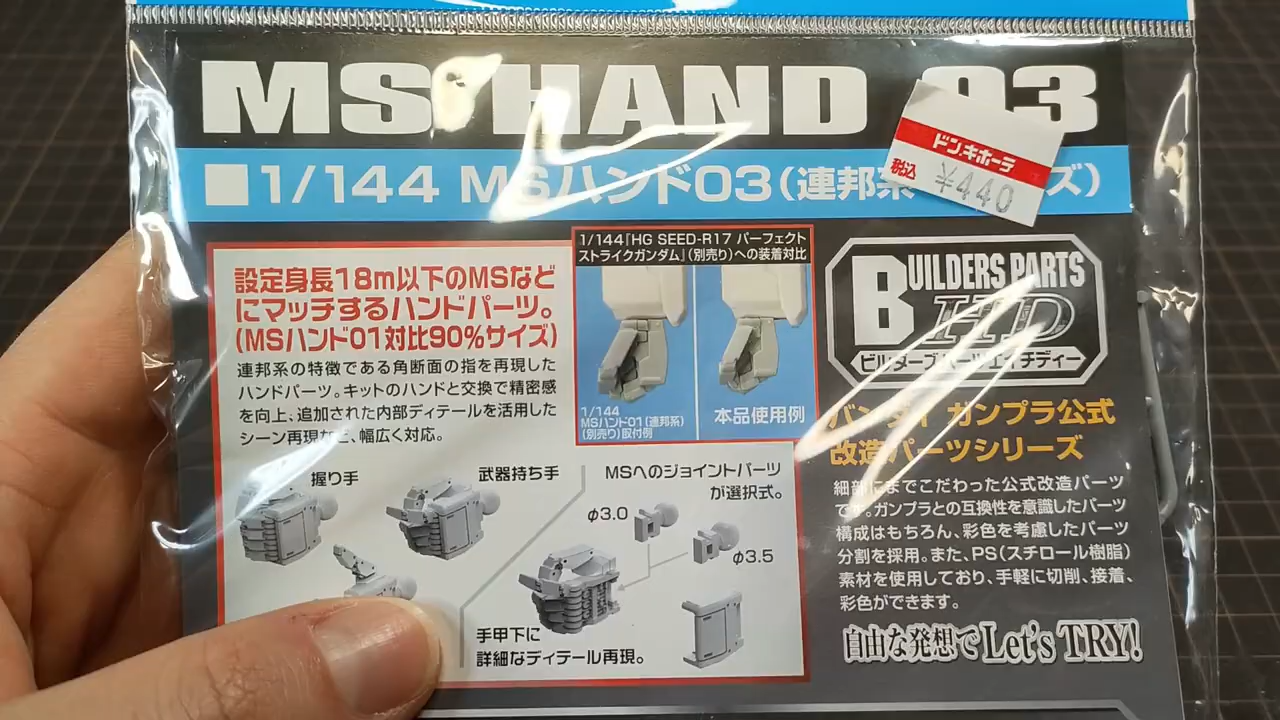 MS HAND 03
■1/144 MSハンド03(連邦系 ズ)
ドン.キホーテ
税込 ¥440
設定身長18m以下のMSなど
にマッチするハンドパーツ。
(MSハンド01対比90%サイズ)
連邦系の特徴である角断面の指を再現した
ハンドパーツ。キットのハンドと交換で精密感
を向上、追加された内部ディテールを活用した
シーン再現など、幅広く対応。
1/144『HG SEED-R17 パーフェクト
ストライクガンダム』(別売り)への装着対比
1/144
MSハンド01(連邦系)
(別売り)取付例
本品使用例
握り手
武器持ち手
MSへのジョイントパーツ
が選択式。
φ3.0
φ3.5
手甲下に
詳細なディテール再現。
BUILDERS PARTS
HD
ビルダーズパーツエイチディー
バンダイ ガンプラ公式
改造パーツシリーズ
細部にまでこだわった公式改造パーツ
です。ガンプラとの互換性を意識したパーツ
構成はもちろん、彩色を考慮したパーツ
分割を採用。また、PS(スチロール樹脂)
素材を使用しており、手軽に切削、接着、
彩色ができます。
自由な発想でLet's TRY!